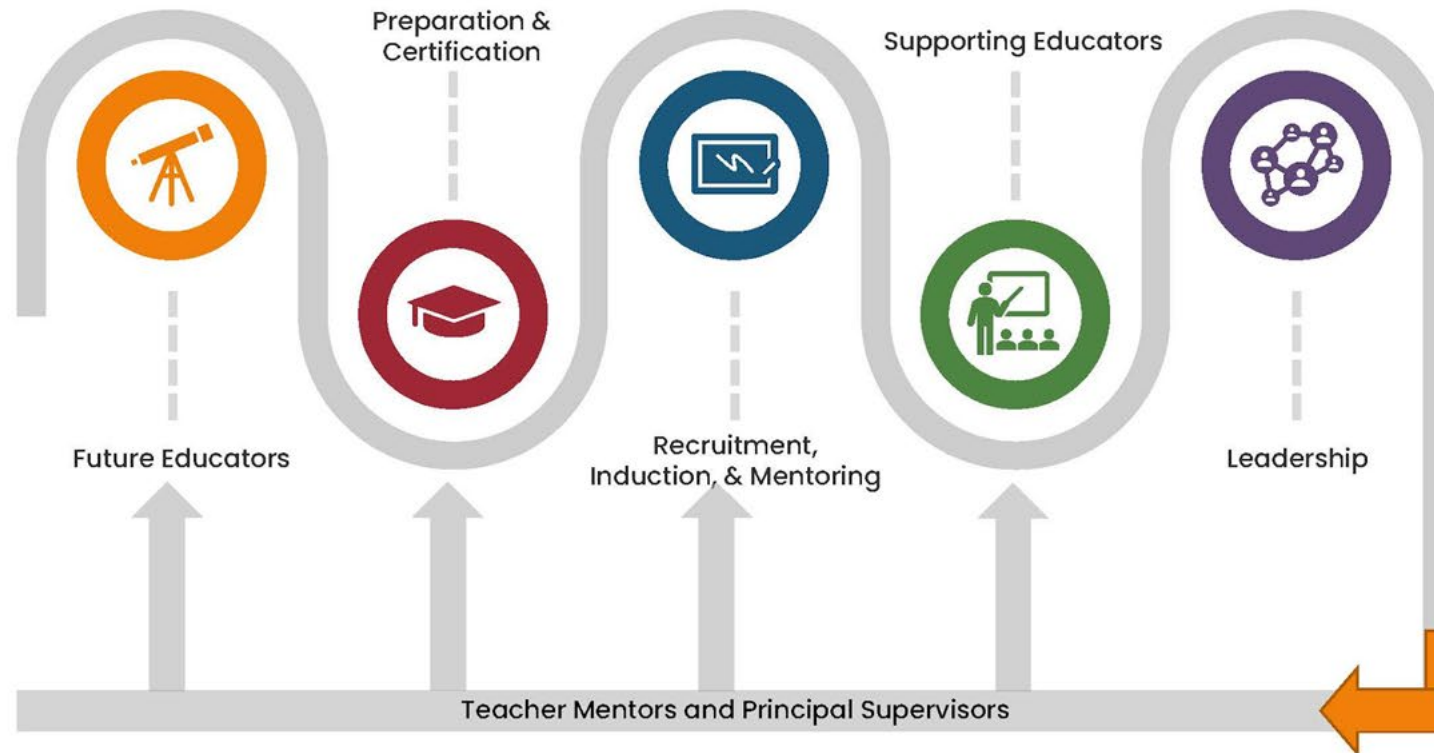 Preparation &
Certification
Supporting Educators
Future Educators
Recruitment,
Induction, & Mentoring
Leadership
Teacher Mentors and Principal Supervisors